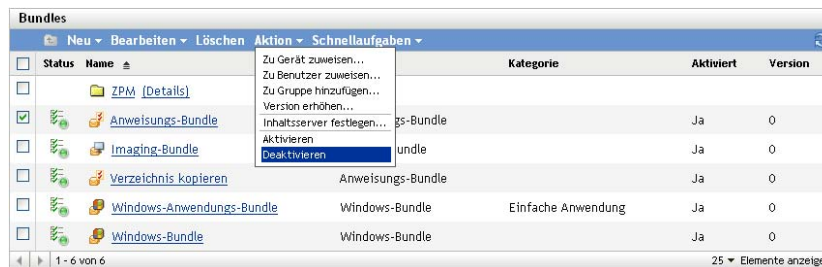 Bundles
Neu Bearbeiten Löschen Aktion Schnellaufgaben
Status Name Kategorie Aktiviert Version
Zu Gerät zuweisen...
Zu Benutzer zuweisen...
Zu Gruppe hinzufügen...
Version erhöhen...
Inhaltsserver festlegen...
Aktivieren
Deaktivieren
ZPM (Details)
Anweisungs-Bundle gs-Bundle Ja 0
Imaging-Bundle undle Ja 0
Verzeichnis kopieren Anweisungs-Bundle Ja 0
Windows-Anwendungs-Bundle Windows-Bundle Einfache Anwendung Ja 0
Windows-Bundle Windows-Bundle Ja 0
1 - 6 von 6 25 Elemente anzeige